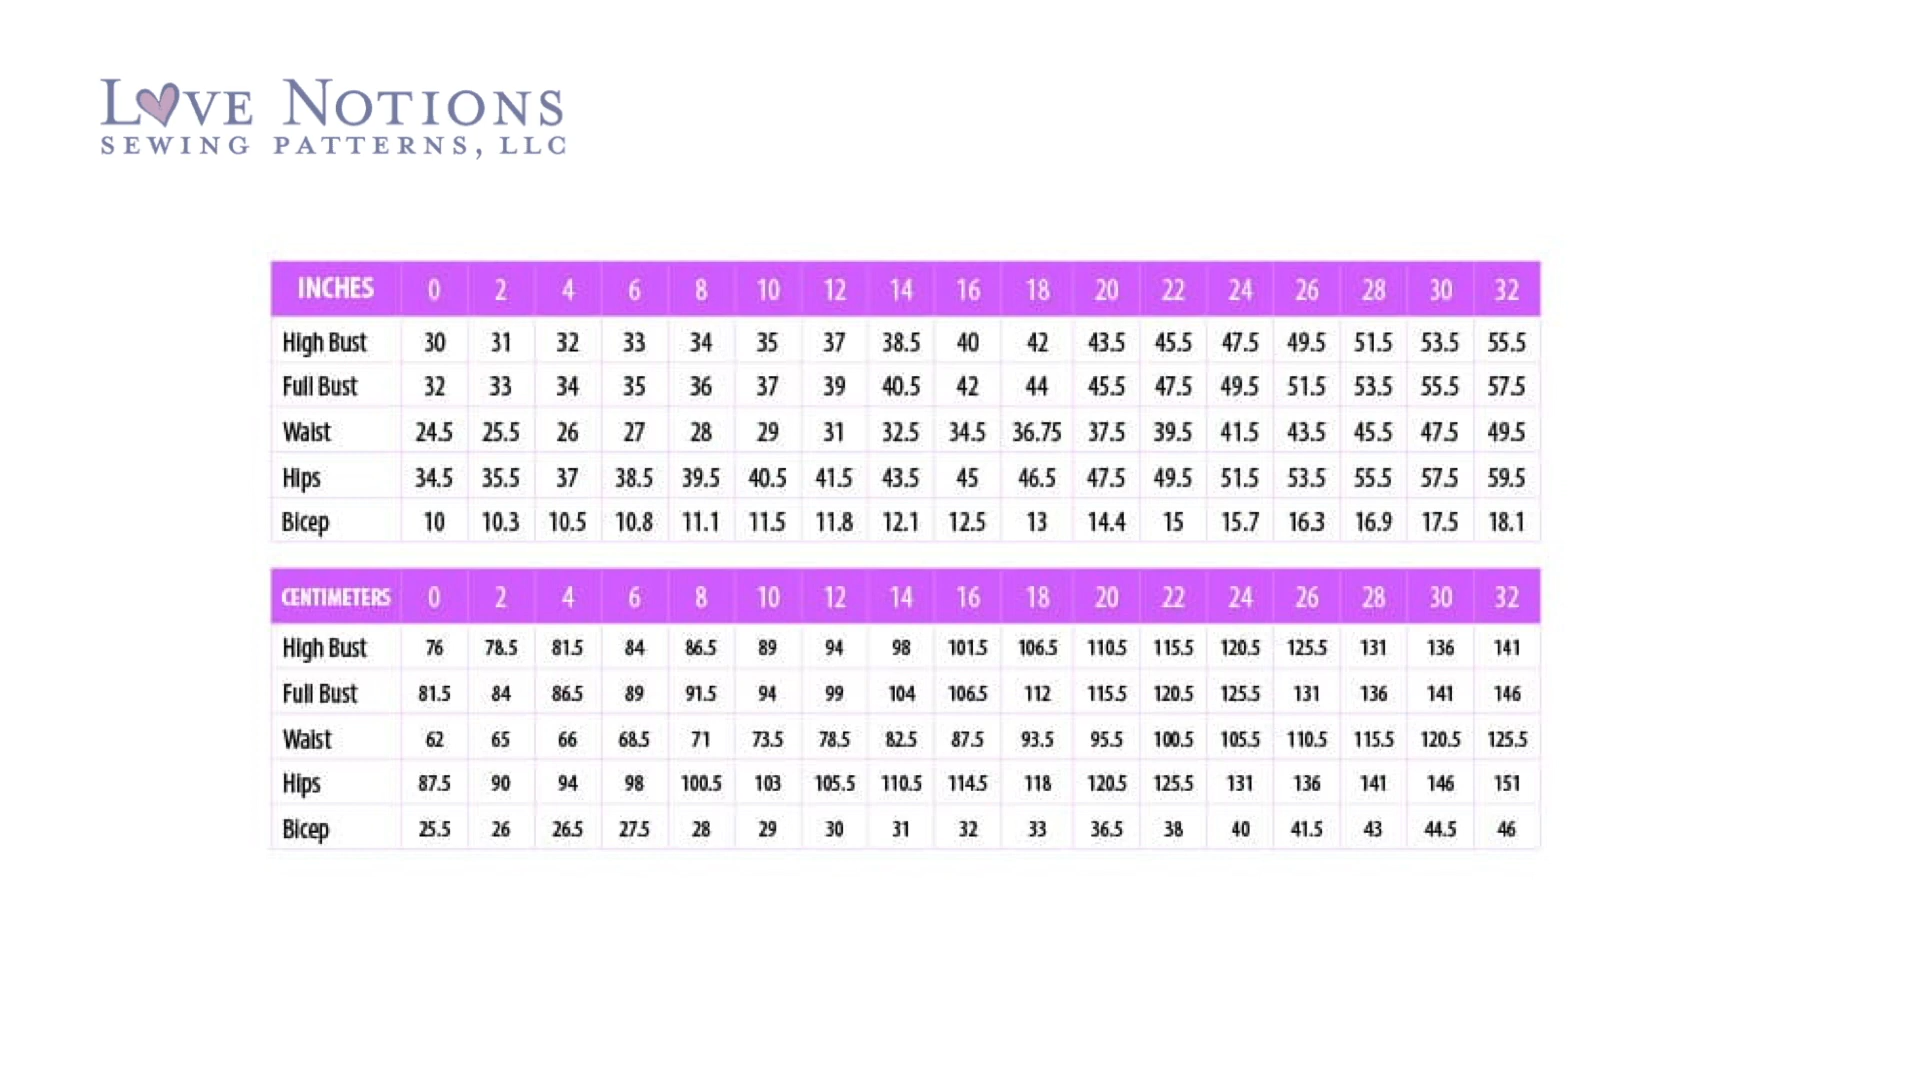 LOVE NOTIONS
SEWING PATTERNS, LLC
INCHES 0 2 4 6 8 10 12 14 16 18 20 22 24 26 28 30 32
High Bust 30 31 32 33 34 35 37 38.5 40 42 43.5 45.5 47.5 49.5 51.5 53.5 55.5
Full Bust 32 33 34 35 36 37 39 40.5 42 44 45.5 47.5 49.5 51.5 53.5 55.5 57.5
Waist 24.5 25.5 26 27 28 29 31 32.5 34.5 36.75 37.5 39.5 41.5 43.5 45.5 47.5 49.5
Hips 34.5 35.5 37 38.5 39.5 40.5 41.5 43.5 45 46.5 47.5 49.5 51.5 53.5 55.5 57.5 59.5
Bicep 10 10.3 10.5 10.8 11.1 11.5 11.8 12.1 12.5 13 14.4 15 15.7 16.3 16.9 17.5 18.1
CENTIMETERS 0 2 4 6 8 10 12 14 16 18 20 22 24 26 28 30 32
High Bust 76 78.5 81.5 84 86.5 89 94 98 101.5 106.5 110.5 115.5 120.5 125.5 131 136 141
Full Bust 81.5 84 86.5 89 91.5 94 99 104 106.5 112 115.5 120.5 125.5 131 136 141 146
Waist 62 65 66 68.5 71 73.5 78.5 82.5 87.5 93.5 95.5 100.5 105.5 110.5 115.5 120.5 125.5
Hips 87.5 90 94 98 100.5 103 105.5 110.5 114.5 118 120.5 125.5 131 136 141 146 151
Bicep 25.5 26 26.5 27.5 28 29 30 31 32 33 36.5 38 40 41.5 43 44.5 46